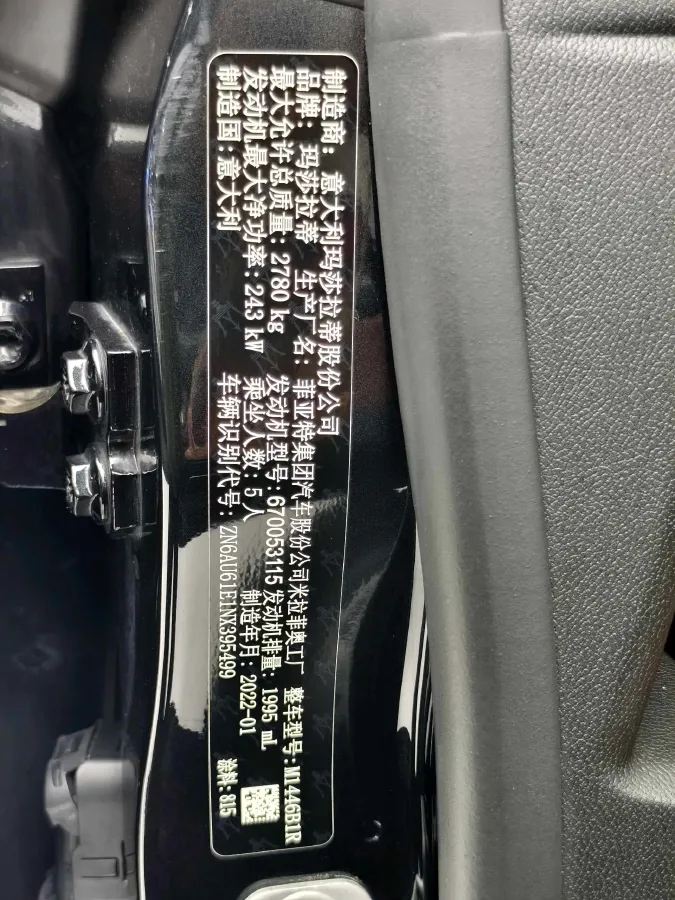 制造商: 意大利玛莎拉蒂股份公司
品牌: 玛莎拉蒂 生产厂名: 菲亚特集团汽车股份公司米拉菲奥工厂 整车型号:M1446B1R
最大允许总质量: 2780 kg 发动机型号:670053115 发动机排量: 1995 mL
发动机最大净功率: 243 kW 乘坐人数: 5人 制造年月: 2022-01
制造国:意大利 车辆识别代号: ZN6AU61E1NX395499 涂料: 815